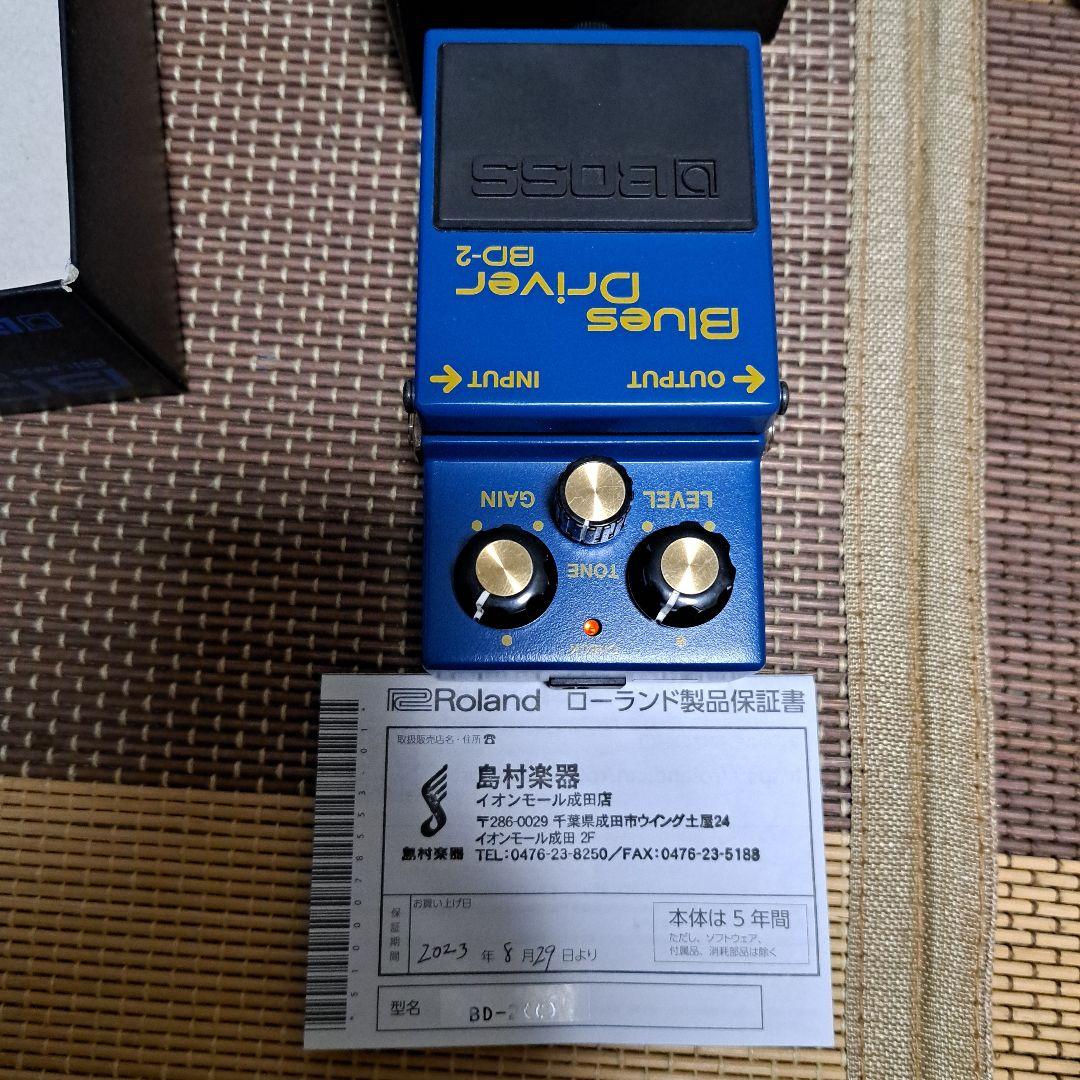 BOSS
Blues
Driver
BD-2
OUTPUT
INPUT
LEVEL
GAIN
TONE
CHECK
Roland ローランド製品保証書
取扱販売店名・住所 ☎
島村楽器
イオンモール成田店
〒286-0029 千葉県成田市ウイング土屋24
イオンモール成田 2F
島村楽器 TEL:0476-23-8250/FAX:0476-23-5188
保証期間
お買い上げ日
2023 年 8 月 29 日より
本体は5年間
ただし、ソフトウェア、
付属品、消耗部品は除く
型名 BD-2(C)